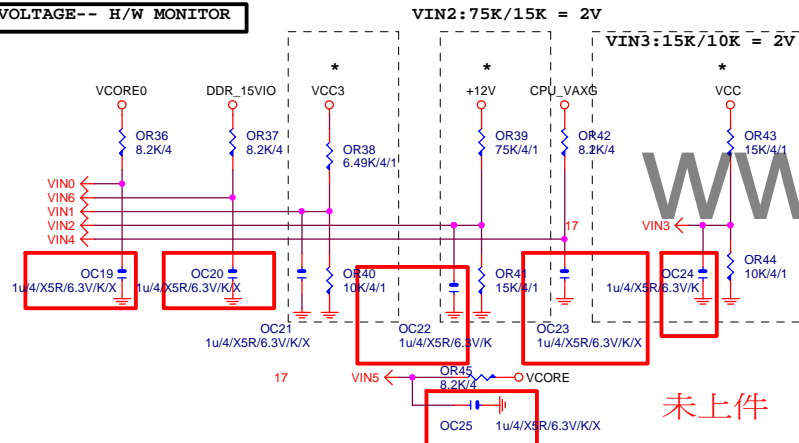 VOLTAGE-- H/W MONITOR
VIN2:75K/15K = 2V
VIN3:15K/10K = 2V
*
*
*
VCORE0
DDR_15VIO
VCC3
+12V
CPU_VAXG
VCC
OR36
8.2K/4
OR37
8.2K/4
OR38
6.49K/4/1
OR39
75K/4/1
OR42
8.2K/4
OR43
15K/4/1
WW
VIN0
VIN6
VIN1
VIN2
VIN4
17
VIN3
OC19
1u/4/X5R/6.3V/K/X
OC20
1u/4/X5R/6.3V/K/X
OR40
10K/4/1
OR41
15K/4/1
OC24
1u/4/X5R/6.3V/K
OR44
10K/4/1
OC21
1u/4/X5R/6.3V/K/X
OC22
1u/4/X5R/6.3V/K
OC23
1u/4/X5R/6.3V/K/X
17
VIN5
OR45
8.2K/4
VCORE
OC25
1u/4/X5R/6.3V/K/X
未上件